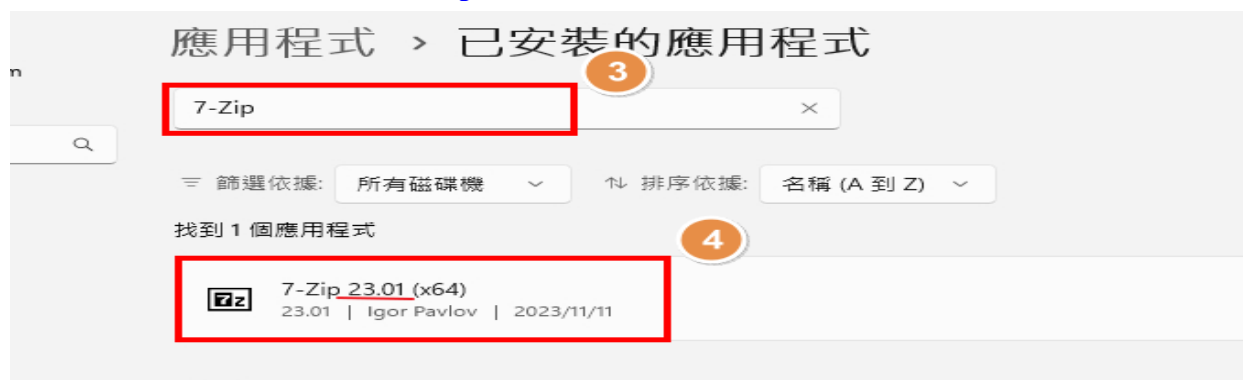 應用程式 › 已安裝的應用程式
3
m
7-Zip ×
篩選依據: 所有磁碟機 排序依據: 名稱 (A 到 Z)
找到 1 個應用程式
4
7z
7-Zip 23.01 (x64)
23.01 | Igor Pavlov | 2023/11/11